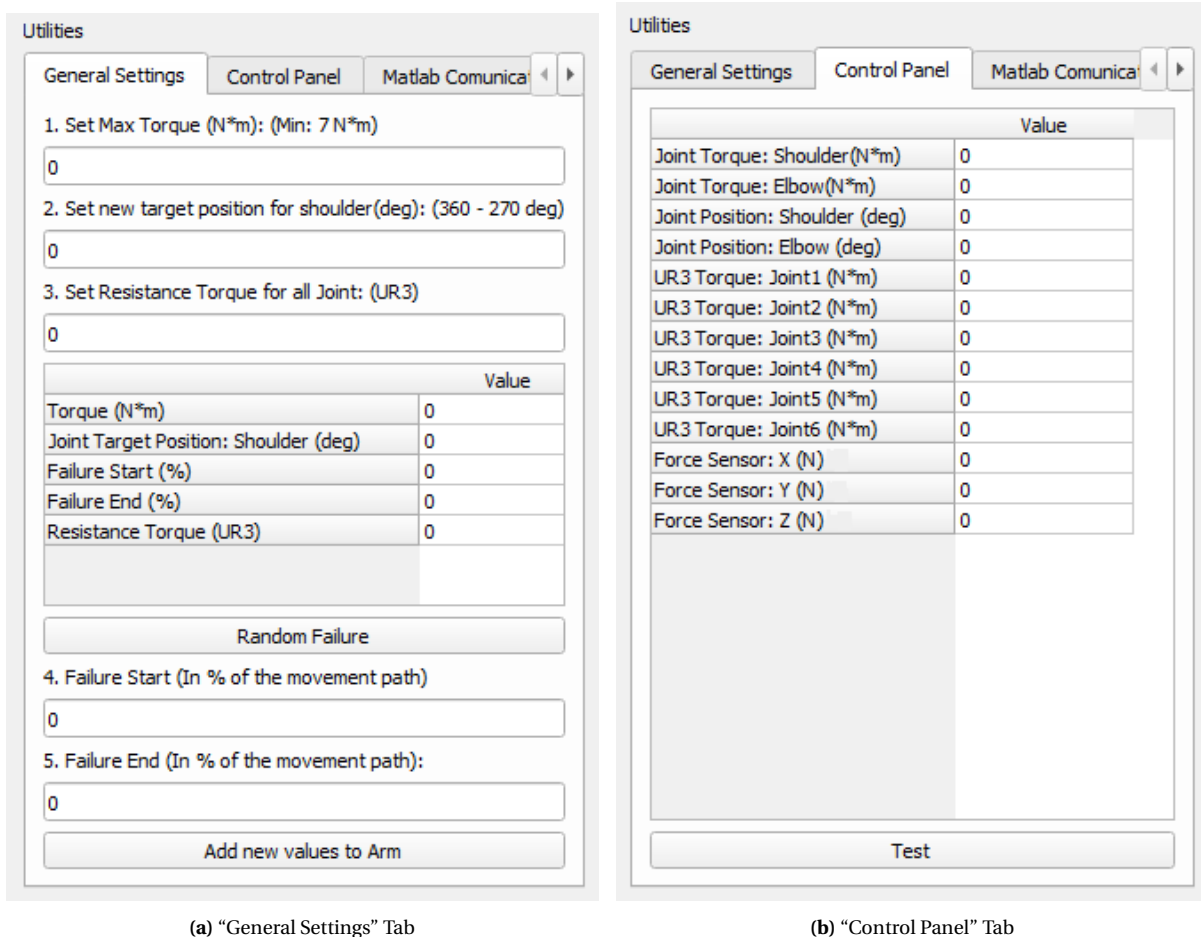 Utilities
General Settings Control Panel Matlab Comunicat
1. Set Max Torque (N*m): (Min: 7 N*m)
0
2. Set new target position for shoulder(deg): (360 - 270 deg)
0
3. Set Resistance Torque for all Joint: (UR3)
0
Value
Torque (N*m) 0
Joint Target Position: Shoulder (deg) 0
Failure Start (%) 0
Failure End (%) 0
Resistance Torque (UR3) 0
Random Failure
4. Failure Start (In % of the movement path)
0
5. Failure End (In % of the movement path):
0
Add new values to Arm
(a) “General Settings” Tab
Utilities
General Settings Control Panel Matlab Comunicat
Value
Joint Torque: Shoulder(N*m) 0
Joint Torque: Elbow(N*m) 0
Joint Position: Shoulder (deg) 0
Joint Position: Elbow (deg) 0
UR3 Torque: Joint1 (N*m) 0
UR3 Torque: Joint2 (N*m) 0
UR3 Torque: Joint3 (N*m) 0
UR3 Torque: Joint4 (N*m) 0
UR3 Torque: Joint5 (N*m) 0
UR3 Torque: Joint6 (N*m) 0
Force Sensor: X (N) 0
Force Sensor: Y (N) 0
Force Sensor: Z (N) 0
Test
(b) “Control Panel” Tab